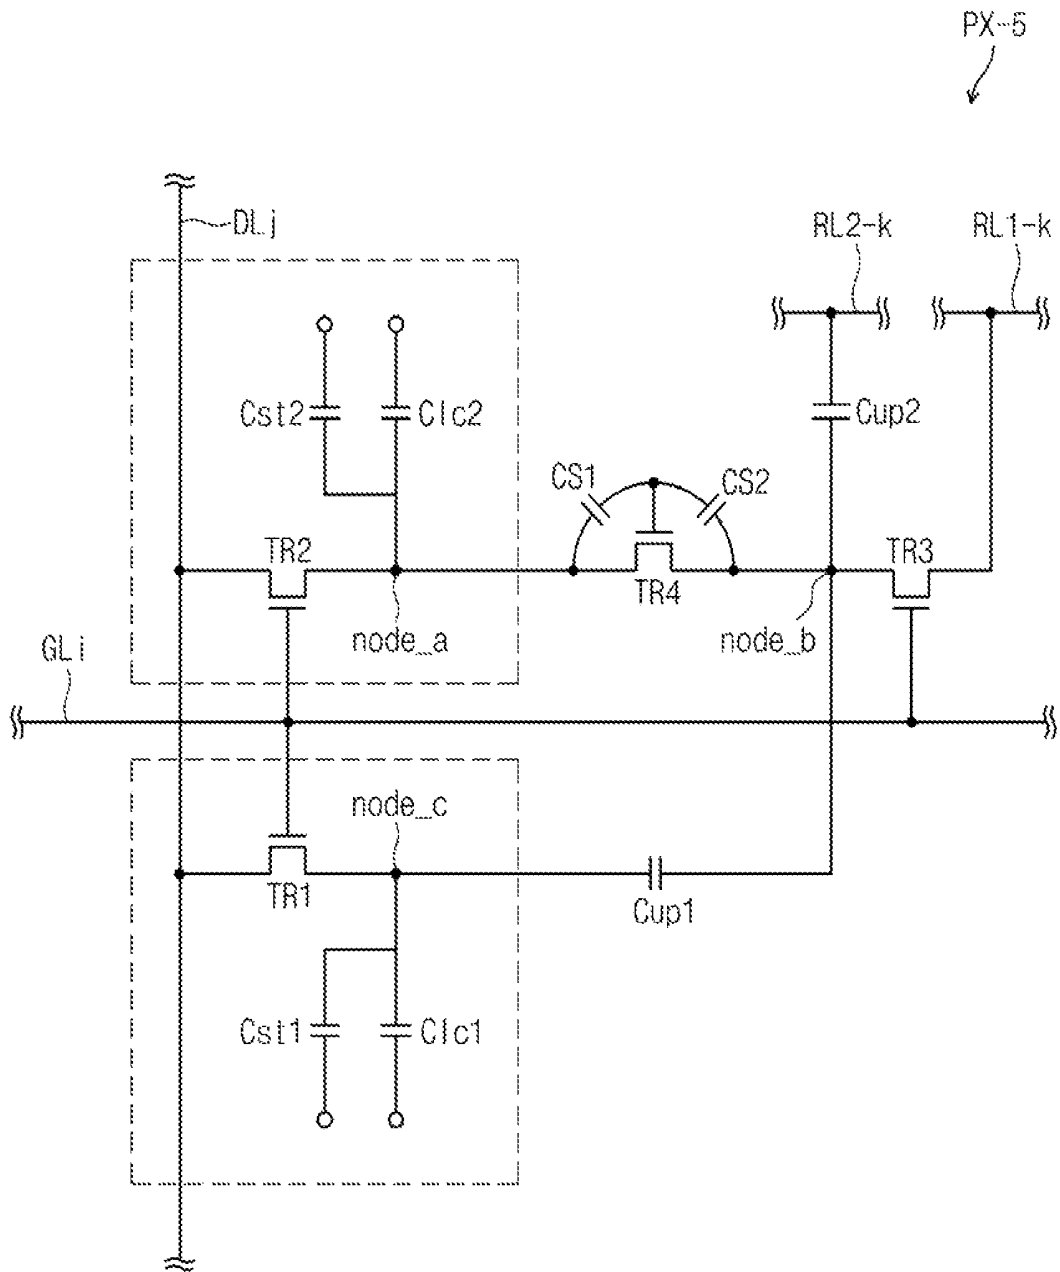 PX-5
DLj
RL2-k
RL1-k
Cst2
Clc2
Cup2
CS1
CS2
TR2
TR4
TR3
node_a
node_b
GLi
node_c
TR1
Cup1
Cst1
Clc1